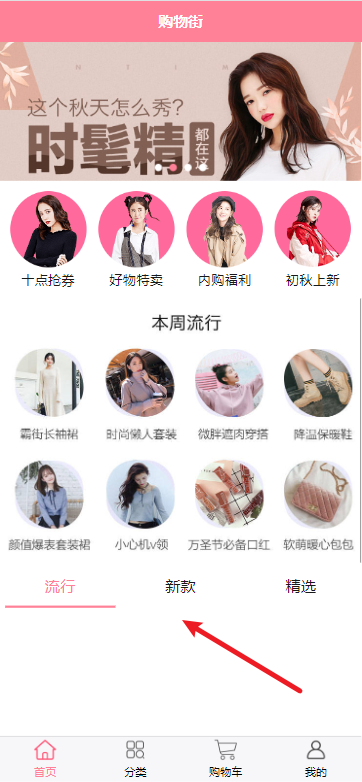 购物街
N T I M
这个秋天怎么秀？
时髦精
都在这
十点抢券
好物特卖
内购福利
初秋上新
本周流行
霸街长袖裙
时尚懒人套装
微胖遮肉穿搭
降温保暖鞋
颜值爆表套装裙
小心机v领
万圣节必备口红
软萌暖心包包
流行
新款
精选
首页
分类
购物车
我的